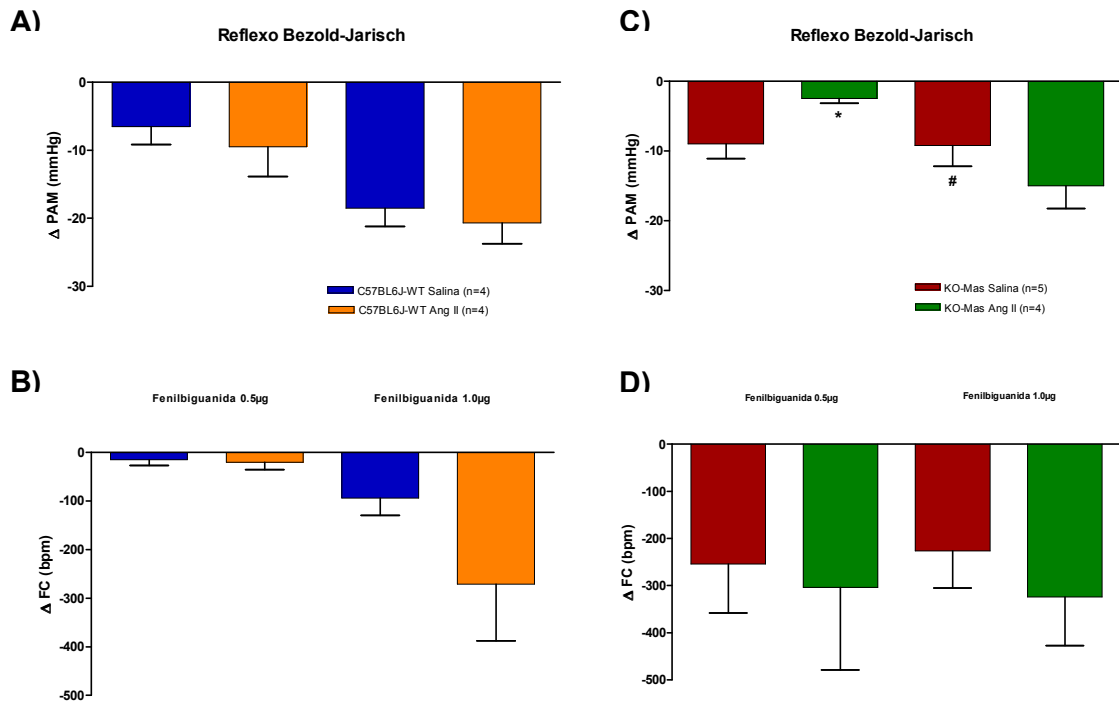 A)
Reflexo Bezold-Jarisch
0
-10
-20
-30
Δ PAM (mmHg)
C57BL6J-WT Salina (n=4)
C57BL6J-WT Ang II (n=4)
C)
Reflexo Bezold-Jarisch
0
-10
-20
-30
Δ PAM (mmHg)
*
#
KO-Mas Salina (n=5)
KO-Mas Ang II (n=4)
B)
Fenilbiguanida 0.5µg
Fenilbiguanida 1.0µg
0
-100
-200
-300
-400
-500
Δ FC (bpm)
D)
Fenilbiguanida 0.5µg
Fenilbiguanida 1.0µg
0
-100
-200
-300
-400
-500
Δ FC (bpm)